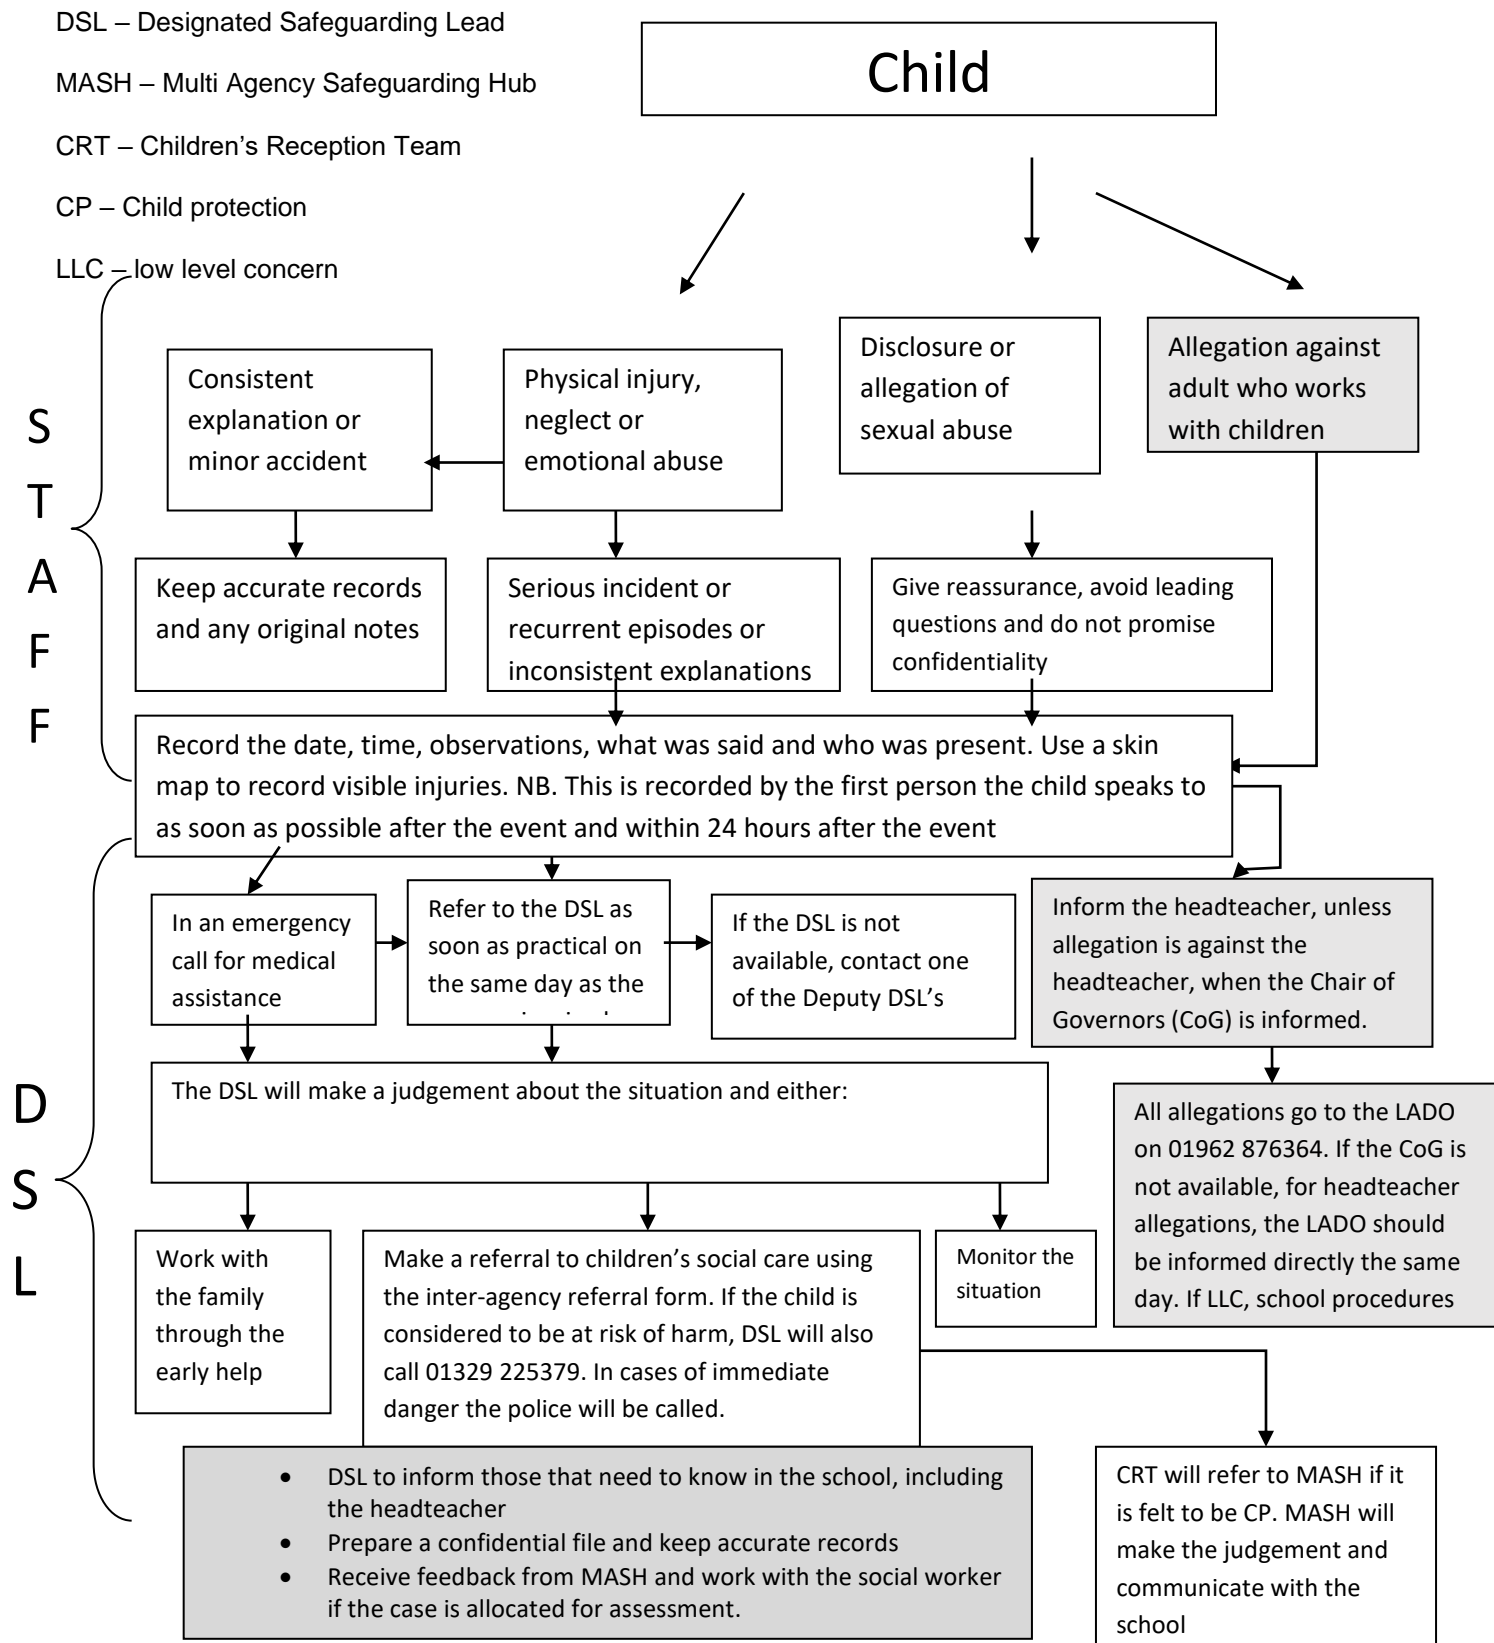 DSL – Designated Safeguarding Lead
MASH – Multi Agency Safeguarding Hub
CRT – Children's Reception Team
CP – Child protection
LLC – low level concern
Child
S
T
A
F
F
Consistent
explanation or
minor accident
Physical injury,
neglect or
emotional abuse
Disclosure or
allegation of
sexual abuse
Allegation against
adult who works
with children
Keep accurate records
and any original notes
Serious incident or
recurrent episodes or
inconsistent explanations
Give reassurance, avoid leading
questions and do not promise
confidentiality
Record the date, time, observations, what was said and who was present. Use a skin
map to record visible injuries. NB. This is recorded by the first person the child speaks to
as soon as possible after the event and within 24 hours after the event
D
S
L
In an emergency
call for medical
assistance
Refer to the DSL as
soon as practical on
the same day as the
If the DSL is not
available, contact one
of the Deputy DSL's
Inform the headteacher, unless
allegation is against the
headteacher, when the Chair of
Governors (CoG) is informed.
The DSL will make a judgement about the situation and either:
All allegations go to the LADO
on 01962 876364. If the CoG is
not available, for headteacher
allegations, the LADO should
be informed directly the same
day. If LLC, school procedures
Work with
the family
through the
early help
Make a referral to children's social care using
the inter-agency referral form. If the child is
considered to be at risk of harm, DSL will also
call 01329 225379. In cases of immediate
danger the police will be called.
Monitor the
situation
• DSL to inform those that need to know in the school, including
the headteacher
• Prepare a confidential file and keep accurate records
• Receive feedback from MASH and work with the social worker
if the case is allocated for assessment.
CRT will refer to MASH if it
is felt to be CP. MASH will
make the judgement and
communicate with the
school